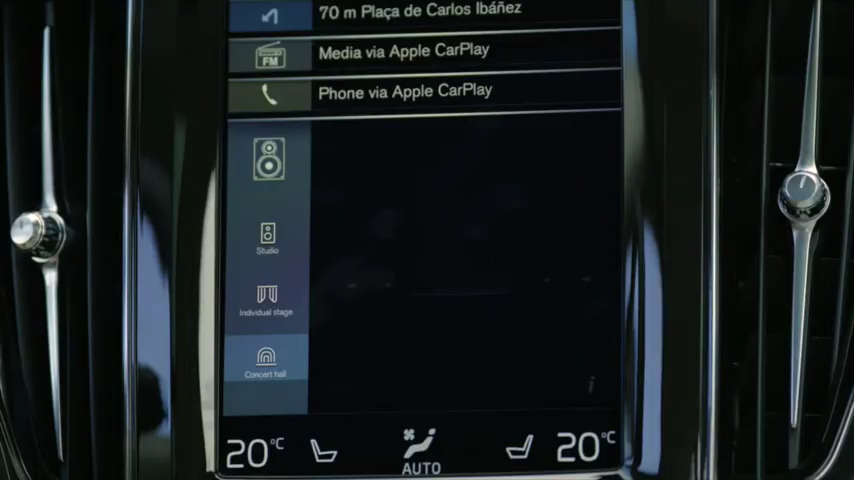 70 m Plaça de Carlos Ibáñez
FM
Media via Apple CarPlay
Phone via Apple CarPlay
Studio
Individual stage
Concert hall
20°C
AUTO
20°C